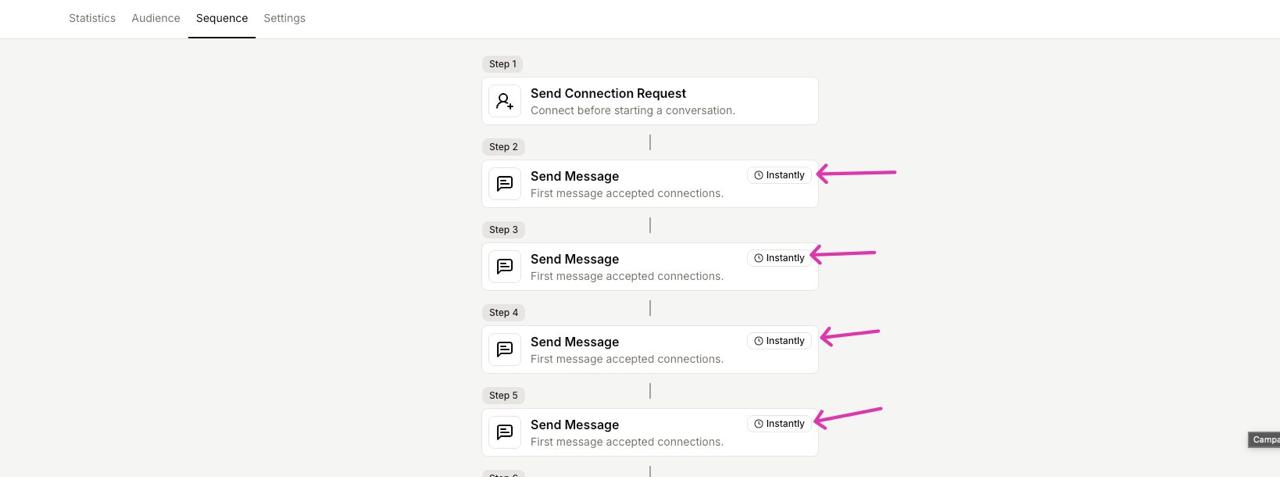 Statistics Audience Sequence Settings
Step 1
Send Connection Request
Connect before starting a conversation.
Step 2
Send Message Instantly
First message accepted connections.
Step 3
Send Message Instantly
First message accepted connections.
Step 4
Send Message Instantly
First message accepted connections.
Step 5
Send Message Instantly
First message accepted connections.
Campa
Step 6